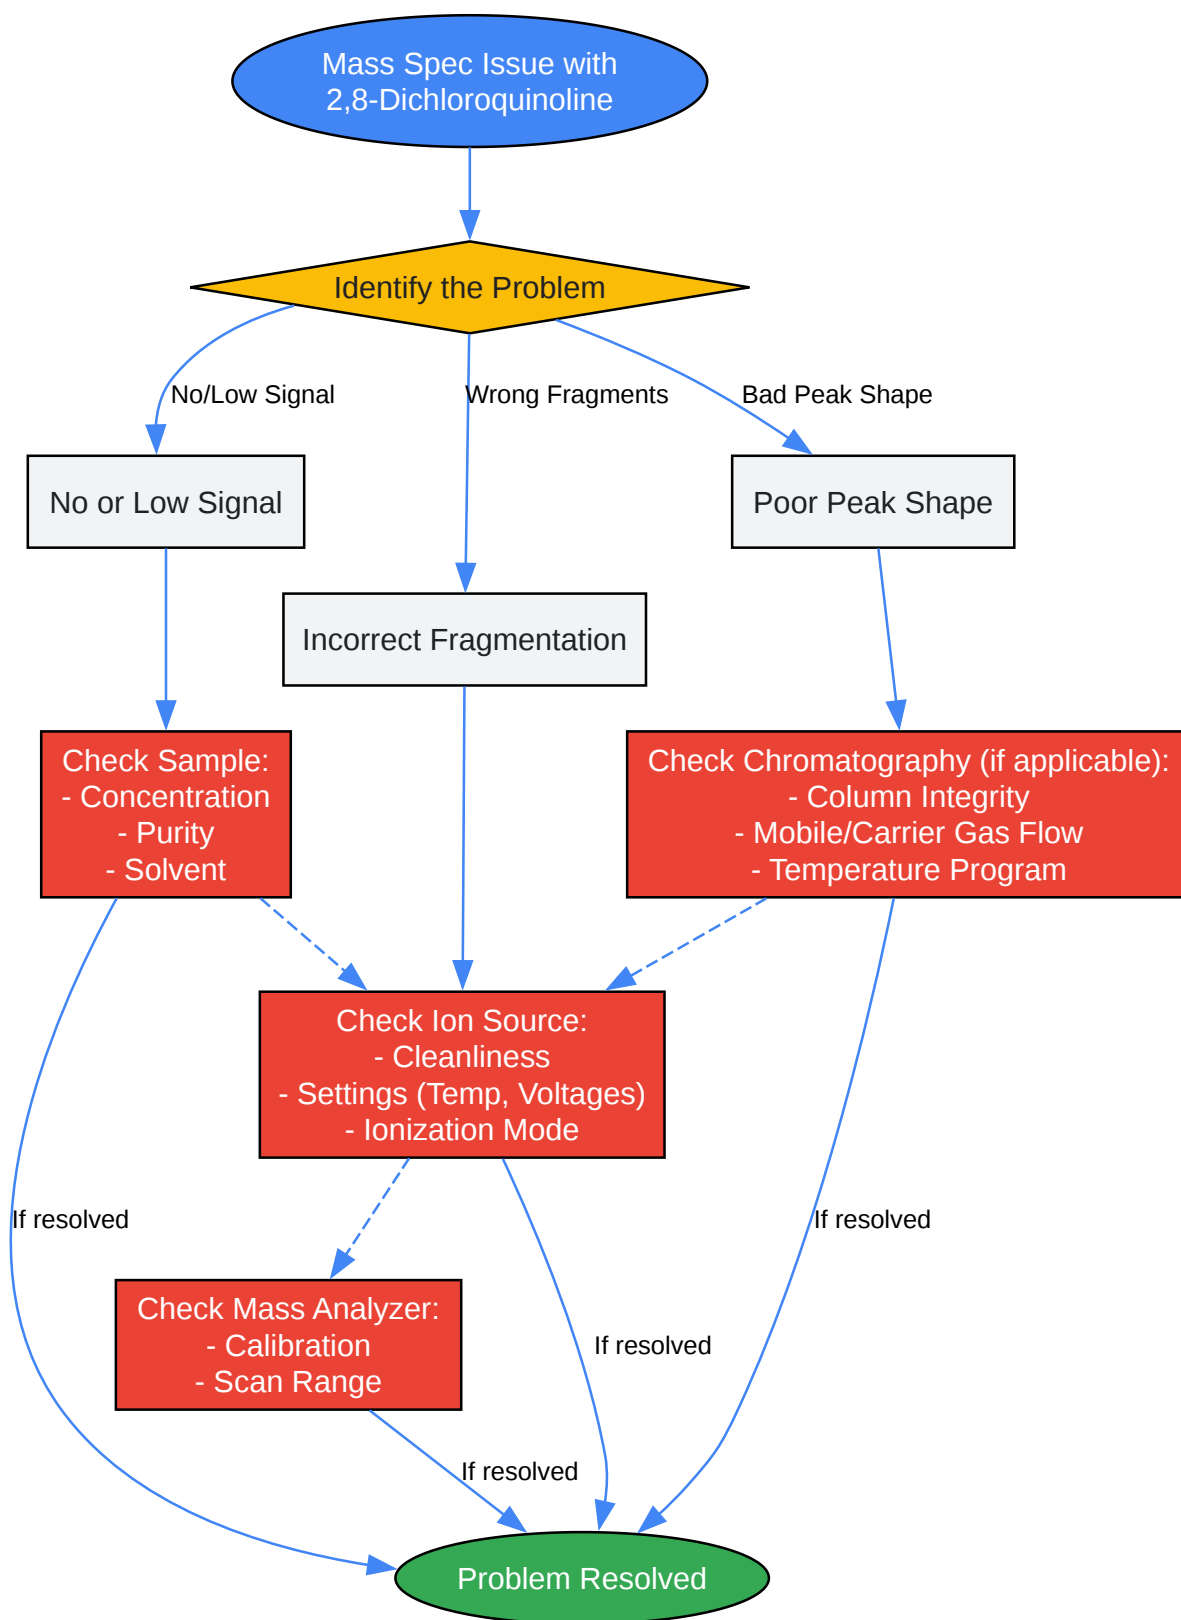 Mass Spec Issue with
2,8-Dichloroquinoline
Identify the Problem
No/Low Signal
Wrong Fragments
Bad Peak Shape
No or Low Signal
Poor Peak Shape
Incorrect Fragmentation
Check Sample:
- Concentration
- Purity
- Solvent
Check Chromatography (if applicable):
- Column Integrity
- Mobile/Carrier Gas Flow
- Temperature Program
Check Ion Source:
- Cleanliness
- Settings (Temp, Voltages)
- Ionization Mode
If resolved
If resolved
Check Mass Analyzer:
- Calibration
- Scan Range
If resolved
If resolved
Problem Resolved